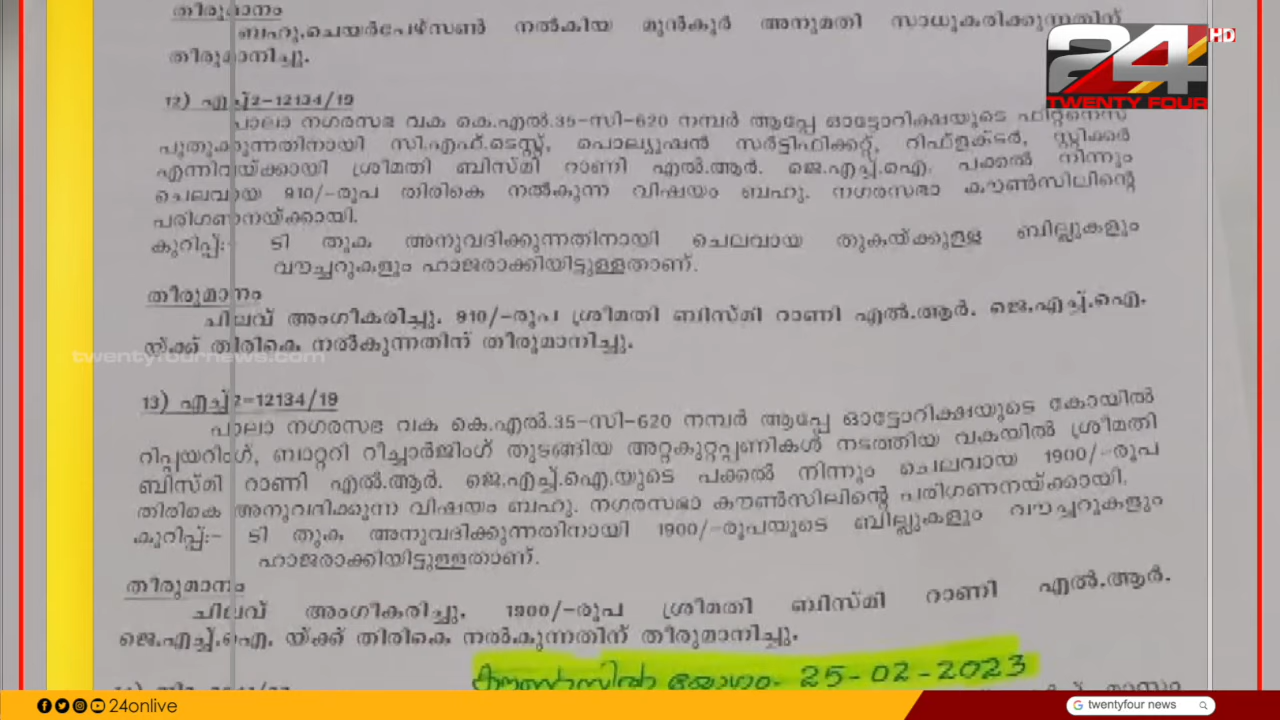 തീരുമാനം
ബഹു.ചെയർപേഴ്സൺ നൽകിയ മുൻകൂർ അനുമതി സാധൂകരിക്കുന്നതിന്
തീരുമാനിച്ചു.
24 HD
TWENTY FOUR
12) എച്ച്2-12134/19
പാലാ നഗരസഭ വക കെ.എൽ.35-സി-620 നമ്പർ ആപ്പേ ഓട്ടോറിക്ഷയുടെ ഫിറ്റ്നെസ്
പുതുക്കുന്നതിനായി സി.എഫ്.ടെസ്റ്റ്, പൊല്യൂഷൻ സർട്ടിഫിക്കറ്റ്, റിഫ്ളക്ടർ, സ്റ്റിക്കർ
എന്നിവയ്ക്കായി ശ്രീമതി ബിസ്മി റാണി എൽ.ആർ. ജെ.എച്ച്.ഐ. പക്കൽ നിന്നും
ചെലവായ 910/-രൂപ തിരികെ നൽകുന്ന വിഷയം ബഹു. നഗരസഭാ കൗൺസിലിന്റെ
പരിഗണനയ്ക്കായി.
കുറിപ്പ്:- ടി തുക അനുവദിക്കുന്നതിനായി ചെലവായ തുകയ്ക്കുള്ള ബില്ലുകളും
വൗച്ചറുകളും ഹാജരാക്കിയിട്ടുള്ളതാണ്.
തീരുമാനം
ചിലവ് അംഗീകരിച്ചു. 910/-രൂപ ശ്രീമതി ബിസ്മി റാണി എൽ.ആർ. ജെ.എച്ച്.ഐ.
യ്ക്ക് തിരികെ നൽകുന്നതിന് തീരുമാനിച്ചു.
twentyfournews.com
13) എച്ച്2-12134/19
പാലാ നഗരസഭ വക കെ.എൽ.35-സി-620 നമ്പർ ആപ്പേ ഓട്ടോറിക്ഷയുടെ കോയിൽ
റിപ്പയറിംഗ്, ബാറ്ററി റീച്ചാർജിംഗ് തുടങ്ങിയ അറ്റകുറ്റപ്പണികൾ നടത്തിയ വകയിൽ ശ്രീമതി
ബിസ്മി റാണി എൽ.ആർ. ജെ.എച്ച്.ഐ.യുടെ പക്കൽ നിന്നും ചെലവായ 1900/-രൂപ
തിരികെ അനുവദിക്കുന്ന വിഷയം ബഹു. നഗരസഭാ കൗൺസിലിന്റെ പരിഗണനയ്ക്കായി.
കുറിപ്പ്:- ടി തുക അനുവദിക്കുന്നതിനായി 1900/-രൂപയുടെ ബില്ലുകളും വൗച്ചറുകളും
ഹാജരാക്കിയിട്ടുള്ളതാണ്.
തീരുമാനം
ചിലവ് അംഗീകരിച്ചു. 1900/-രൂപ ശ്രീമതി ബിസ്മി റാണി എൽ.ആർ.
ജെ.എച്ച്.ഐ. യ്ക്ക് തിരികെ നൽകുന്നതിന് തീരുമാനിച്ചു.
കൗൺസിൽ യോഗം- 25-02-2023
24onlive
twentyfour news